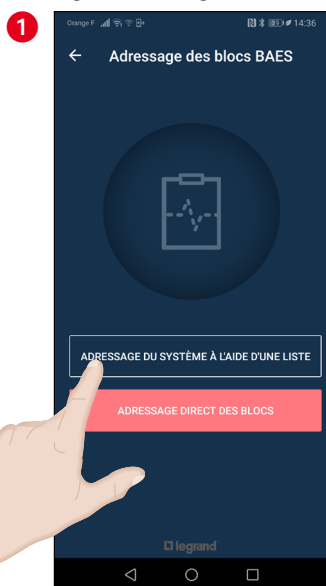 1
Orange F 14:36
Adressage des blocs BAES
ADRESSAGE DU SYSTÈME À L'AIDE D'UNE LISTE
ADRESSAGE DIRECT DES BLOCS
legrand